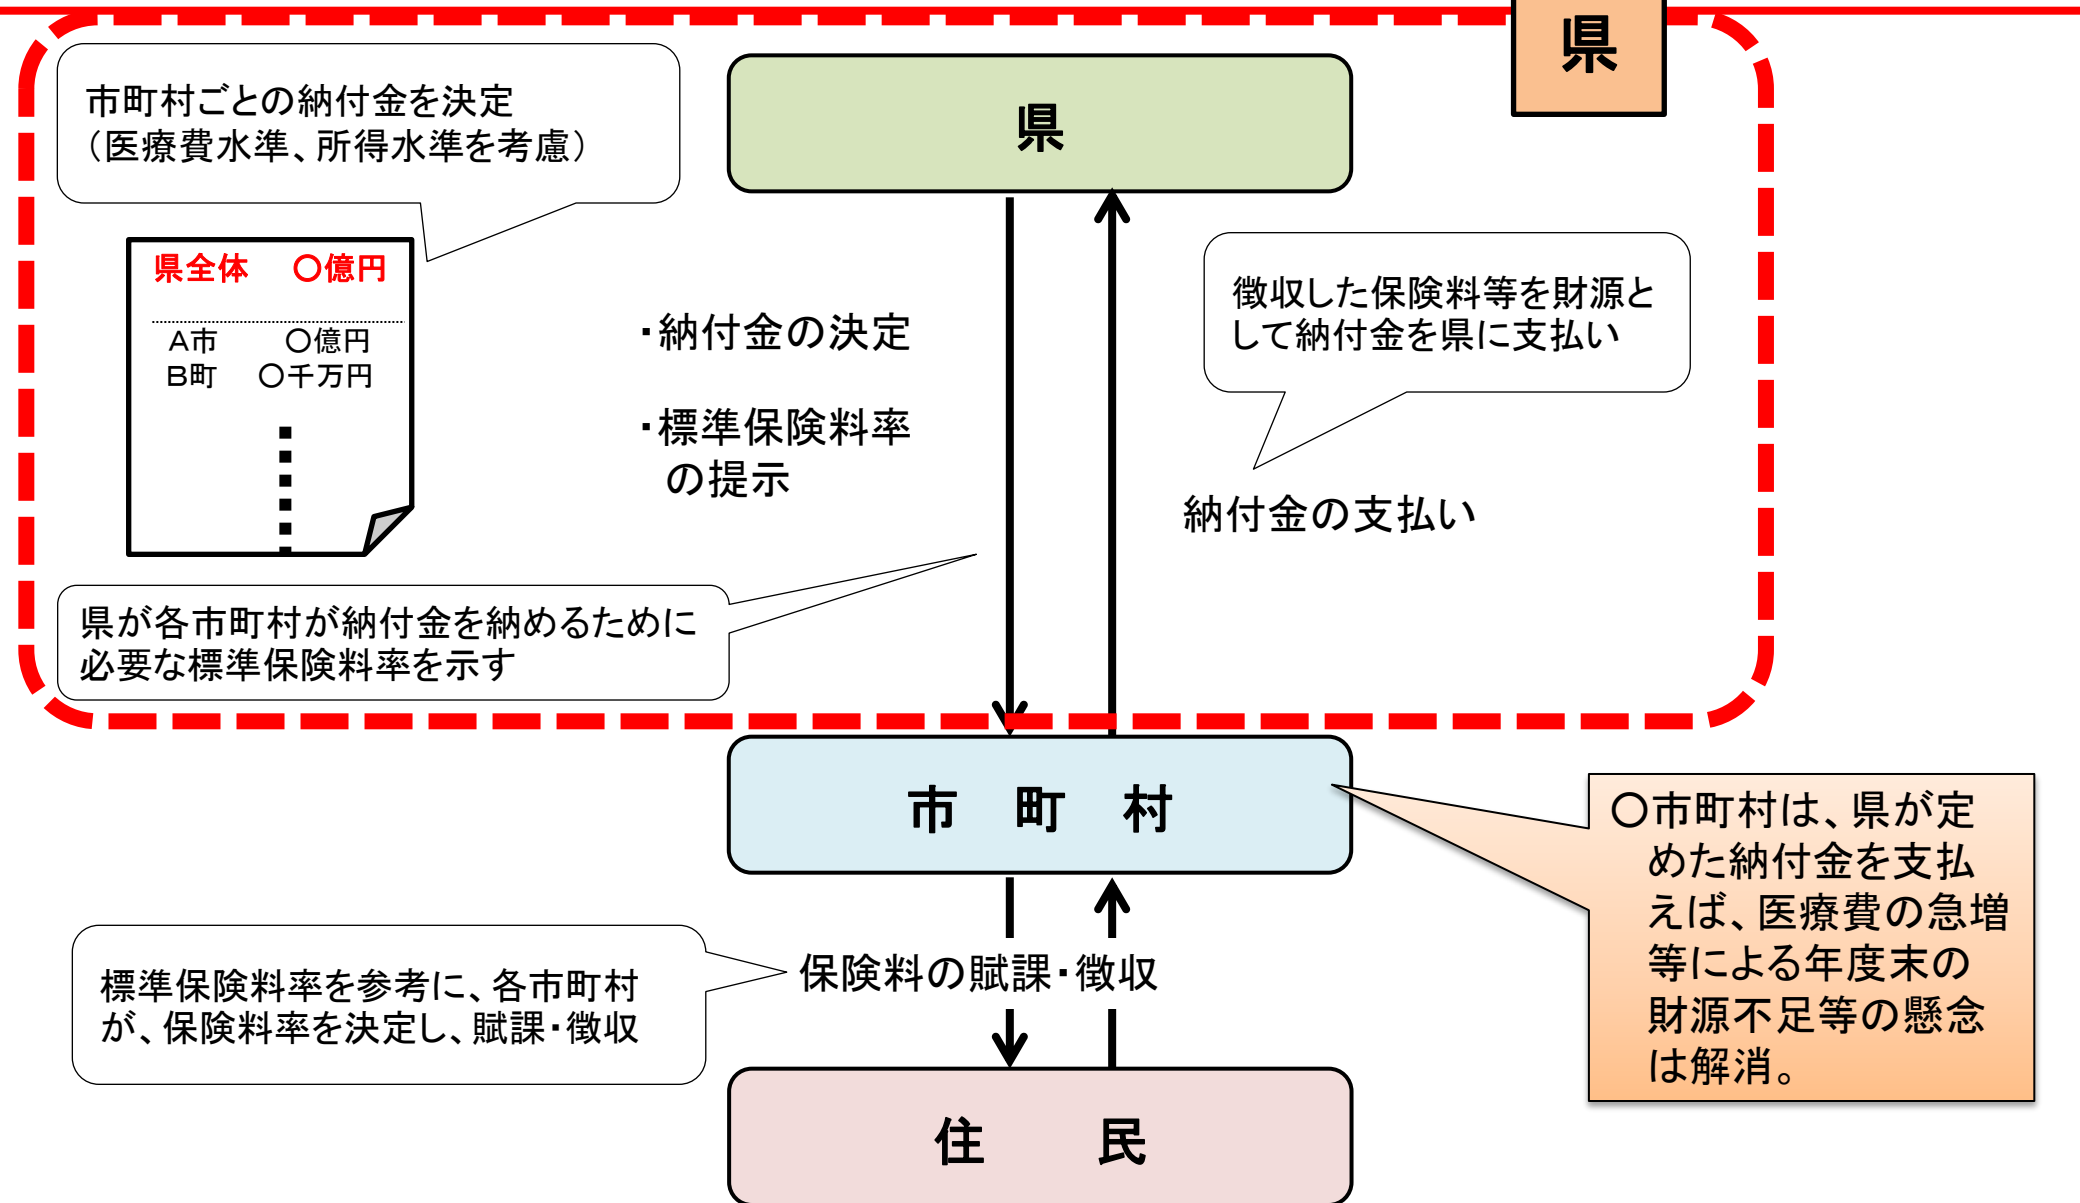 県
市町村ごとの納付金を決定
（医療費水準、所得水準を考慮）
県
県全体　〇億円
A市　〇億円
B町　〇千万円
・納付金の決定
・標準保険料率
の提示
徴収した保険料等を財源と
して納付金を県に支払い
納付金の支払い
県が各市町村が納付金を納めるために
必要な標準保険料率を示す
市　町　村
〇市町村は、県が定
めた納付金を支払
えば、医療費の急増
等による年度末の
財源不足等の懸念
は解消。
標準保険料率を参考に、各市町村
が、保険料率を決定し、賦課・徴収
保険料の賦課・徴収
住　民